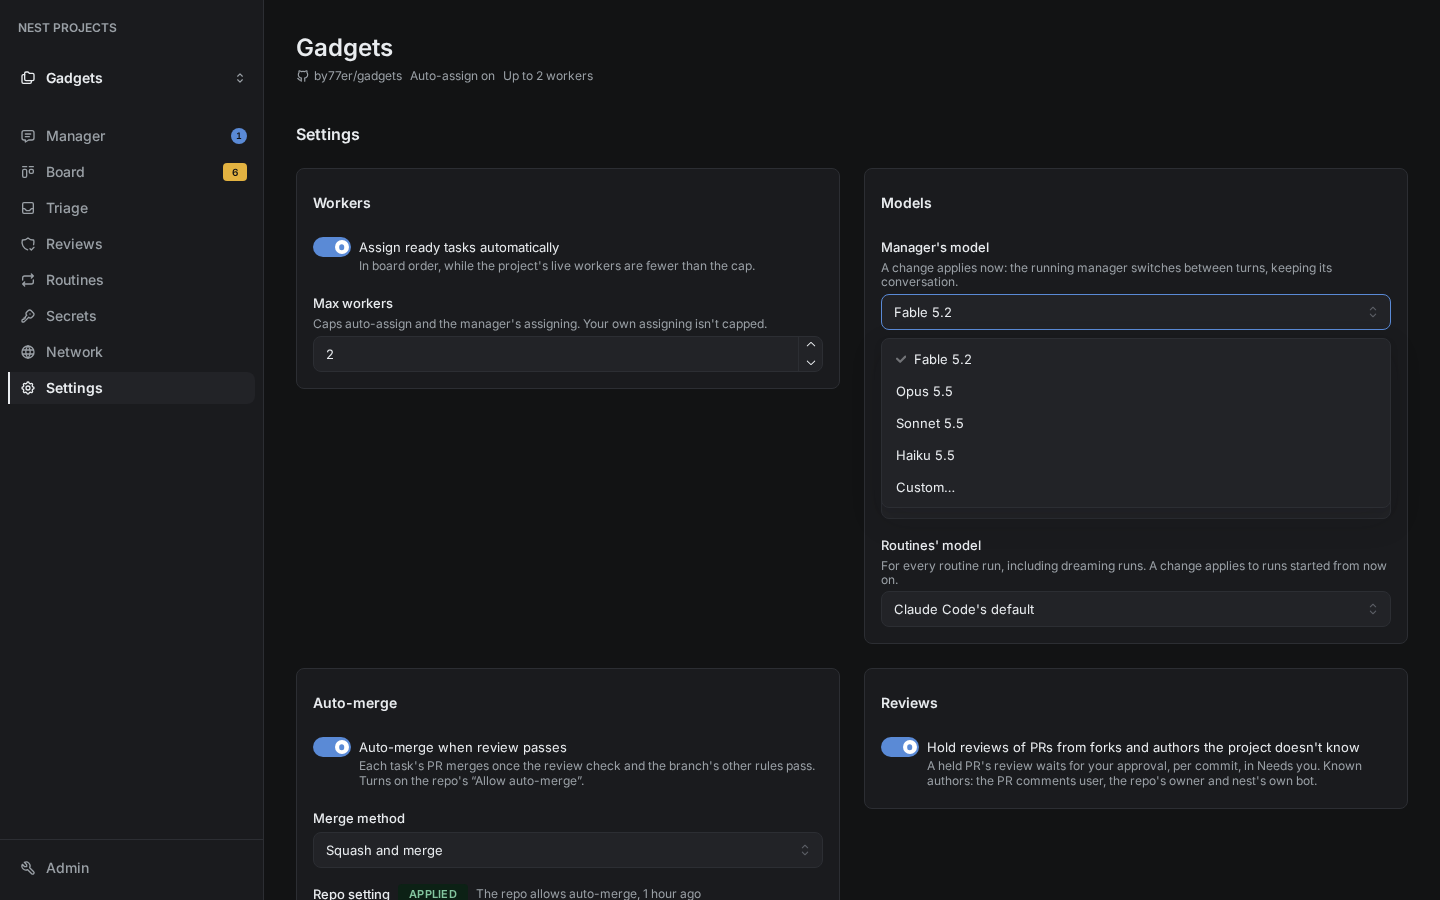 NEST PROJECTS
Gadgets
Manager 1
Board 6
Triage
Reviews
Routines
Secrets
Network
Settings
Admin
Gadgets
by77er/gadgets Auto-assign on Up to 2 workers
Settings
Workers
Assign ready tasks automatically
In board order, while the project's live workers are fewer than the cap.
Max workers
Caps auto-assign and the manager's assigning. Your own assigning isn't capped.
2
Models
Manager's model
A change applies now: the running manager switches between turns, keeping its
conversation.
Fable 5.2
Fable 5.2
Opus 5.5
Sonnet 5.5
Haiku 5.5
Custom...
Routines' model
For every routine run, including dreaming runs. A change applies to runs started from now
on.
Claude Code's default
Auto-merge
Auto-merge when review passes
Each task's PR merges once the review check and the branch's other rules pass.
Turns on the repo's “Allow auto-merge”.
Merge method
Squash and merge
Repo setting APPLIED The repo allows auto-merge, 1 hour ago
Reviews
Hold reviews of PRs from forks and authors the project doesn't know
A held PR's review waits for your approval, per commit, in Needs you. Known
authors: the PR comments user, the repo's owner and nest's own bot.